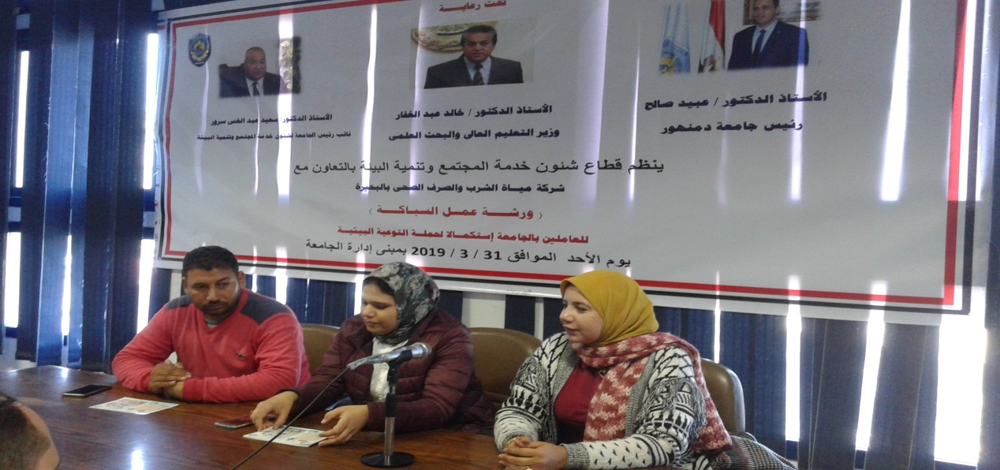 تحت رعاية
الأستاذ الدكتور / عبيد صالح
رئيس جامعة دمنهور
الأستاذ الدكتور / خالد عبد الغفار
وزير التعليم العالى والبحث العلمى
الأستاذ الدكتور/ سعيد عبد الغنى سرور
نائب رئيس الجامعة لشئون خدمة المجتمع وتنمية البيئة
ينظم قطاع شئون خدمة المجتمع وتنمية البيئة بالتعاون مع
شركة مياة الشرب والصرف الصحى بالبحيرة
( ورشة عمل السباكة )
للعاملين بالجامعة إستكمالا لحملة التوعية البيئية
يوم الأحد الموافق 31 / 3 / 2019 بمبنى إدارة الجامعة